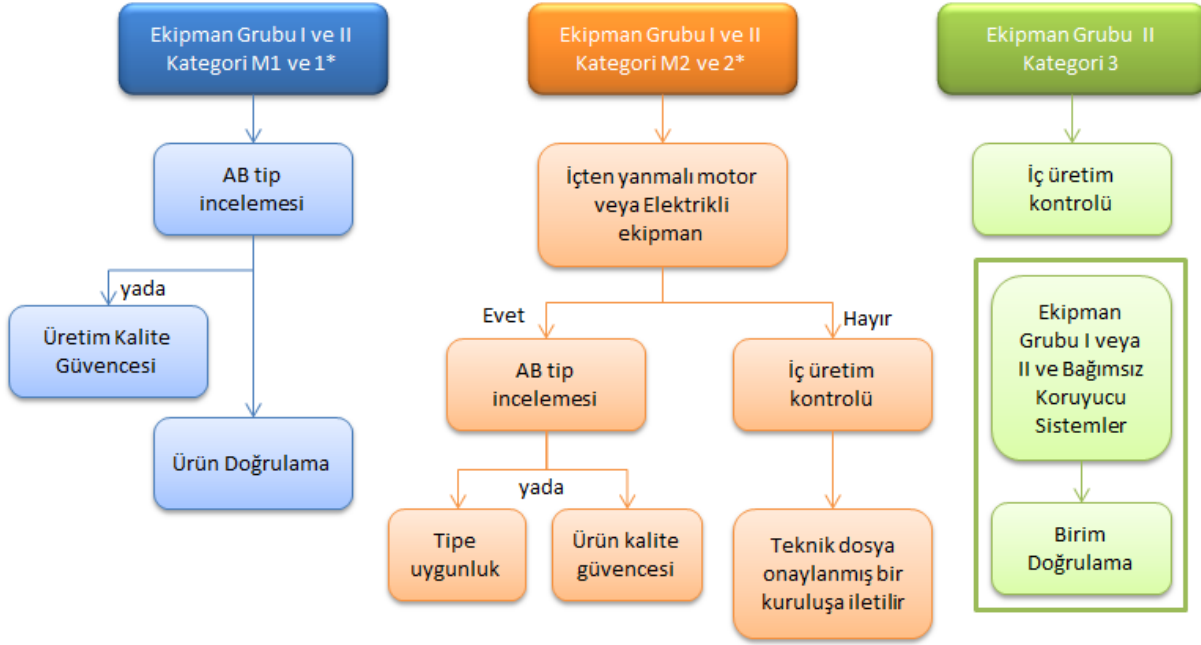 Ekipman Grubu I ve II
Kategori M1 ve 1*
AB tip
incelemesi
yada
Üretim Kalite
Güvencesi
Ürün Doğrulama
Ekipman Grubu I ve II
Kategori M2 ve 2*
İçten yanmalı motor
veya Elektrikli
ekipman
Evet
Hayır
AB tip
incelemesi
İç üretim
kontrolü
yada
Tipe
uygunluk
Ürün kalite
güvencesi
Teknik dosya
onaylanmış bir
kuruluşa iletilir
Ekipman Grubu II
Kategori 3
İç üretim
kontrolü
Ekipman
Grubu I veya
II ve Bağımsız
Koruyucu
Sistemler
Birim
Doğrulama